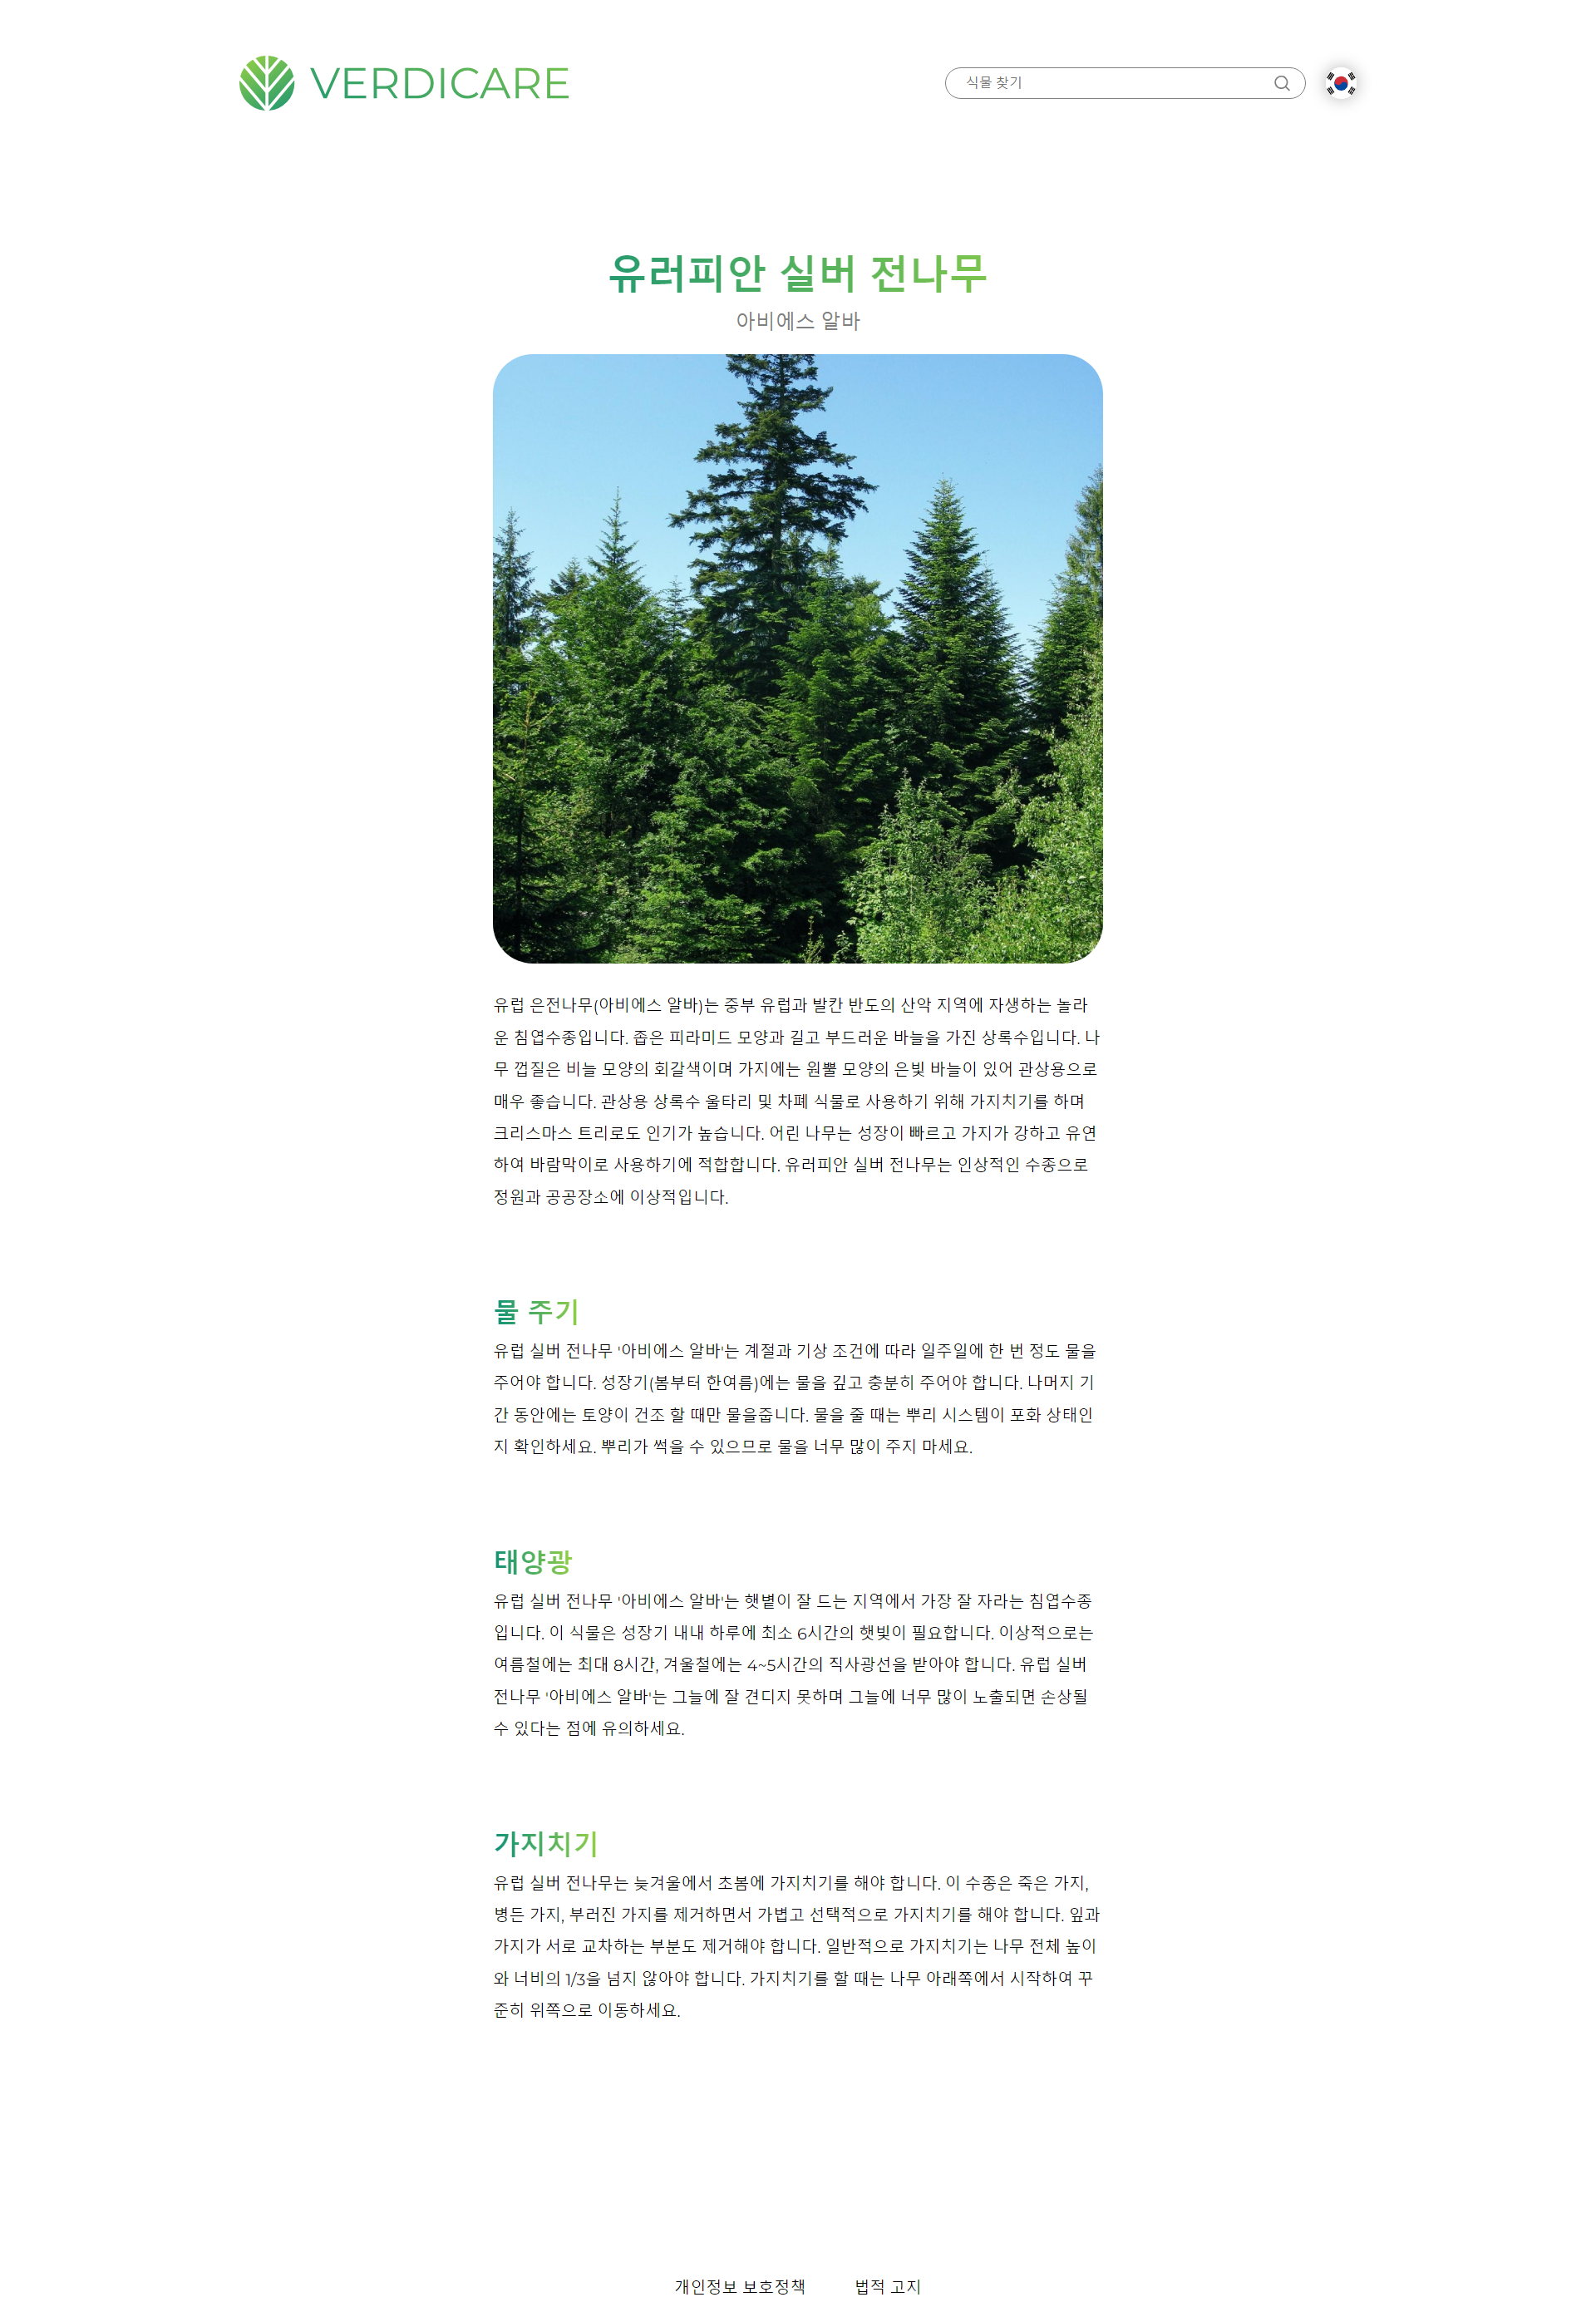 VERDICARE
식물 찾기
유러피안 실버 전나무
아비에스 알바
유럽 은전나무(아비에스 알바)는 중부 유럽과 발칸 반도의 산악 지역에 자생하는 놀라
운 침엽수종입니다. 좁은 피라미드 모양과 길고 부드러운 바늘을 가진 상록수입니다. 나
무 껍질은 비늘 모양의 회갈색이며 가지에는 원뿔 모양의 은빛 바늘이 있어 관상용으로
매우 좋습니다. 관상용 상록수 울타리 및 차폐 식물로 사용하기 위해 가지치기를 하며
크리스마스 트리로도 인기가 높습니다. 어린 나무는 성장이 빠르고 가지가 강하고 유연
하여 바람막이로 사용하기에 적합합니다. 유러피안 실버 전나무는 인상적인 수종으로
정원과 공공장소에 이상적입니다.
물 주기
유럽 실버 전나무 '아비에스 알바'는 계절과 기상 조건에 따라 일주일에 한 번 정도 물을
주어야 합니다. 성장기(봄부터 한여름)에는 물을 깊고 충분히 주어야 합니다. 나머지 기
간 동안에는 토양이 건조 할 때만 물을줍니다. 물을 줄 때는 뿌리 시스템이 포화 상태인
지 확인하세요. 뿌리가 썩을 수 있으므로 물을 너무 많이 주지 마세요.
태양광
유럽 실버 전나무 '아비에스 알바'는 햇볕이 잘 드는 지역에서 가장 잘 자라는 침엽수종
입니다. 이 식물은 성장기 내내 하루에 최소 6시간의 햇빛이 필요합니다. 이상적으로는
여름철에는 최대 8시간, 겨울철에는 4~5시간의 직사광선을 받아야 합니다. 유럽 실버
전나무 '아비에스 알바'는 그늘에 잘 견디지 못하며 그늘에 너무 많이 노출되면 손상될
수 있다는 점에 유의하세요.
가지치기
유럽 실버 전나무는 늦겨울에서 초봄에 가지치기를 해야 합니다. 이 수종은 죽은 가지,
병든 가지, 부러진 가지를 제거하면서 가볍고 선택적으로 가지치기를 해야 합니다. 잎과
가지가 서로 교차하는 부분도 제거해야 합니다. 일반적으로 가지치기는 나무 전체 높이
와 너비의 1/3을 넘지 않아야 합니다. 가지치기를 할 때는 나무 아래쪽에서 시작하여 꾸
준히 위쪽으로 이동하세요.
개인정보 보호정책
법적 고지